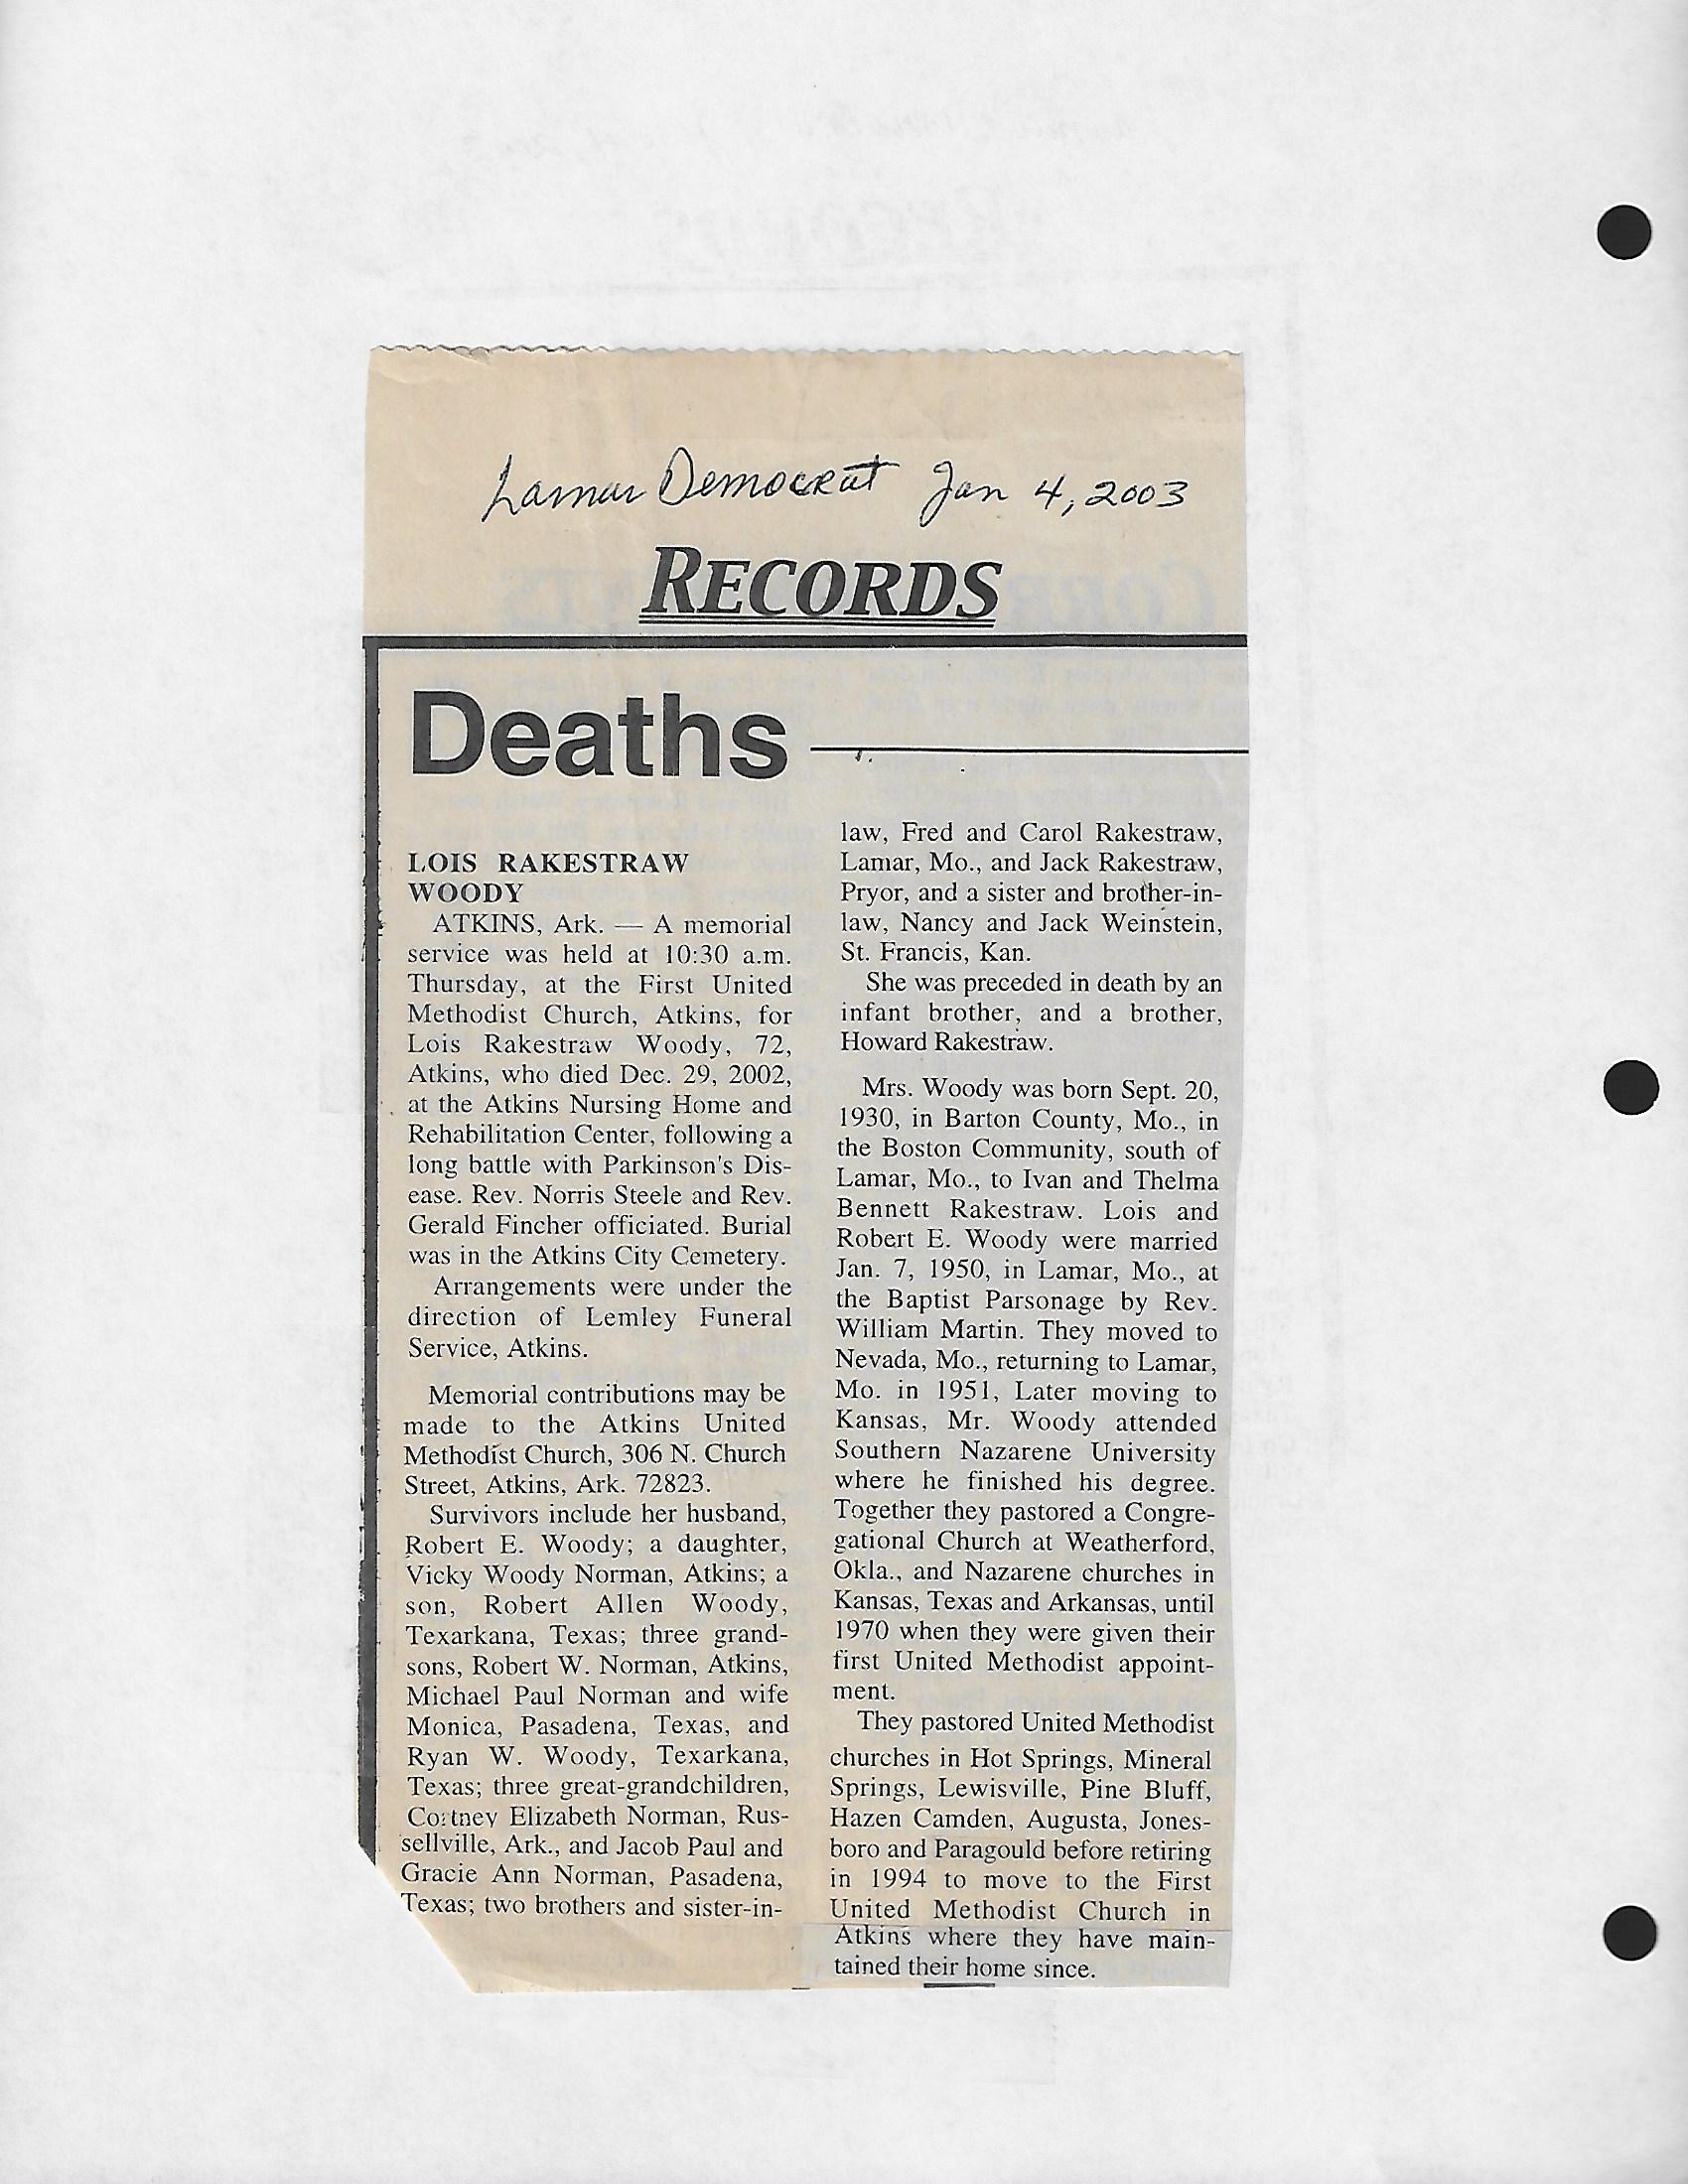 Lamar Democrat Jan 4, 2003
RECORDS
Deaths
LOIS RAKESTRAW
WOODY
ATKINS, Ark. — A memorial
service was held at 10:30 a.m.
Thursday, at the First United
Methodist Church, Atkins, for
Lois Rakestraw Woody, 72,
Atkins, who died Dec. 29, 2002,
at the Atkins Nursing Home and
Rehabilitation Center, following a
long battle with Parkinson's Dis-
ease. Rev. Norris Steele and Rev.
Gerald Fincher officiated. Burial
was in the Atkins City Cemetery.
Arrangements were under the
direction of Lemley Funeral
Service, Atkins.
Memorial contributions may be
made to the Atkins United
Methodist Church, 306 N. Church
Street, Atkins, Ark. 72823.
Survivors include her husband,
Robert E. Woody; a daughter,
Vicky Woody Norman, Atkins; a
son, Robert Allen Woody,
Texarkana, Texas; three grand-
sons, Robert W. Norman, Atkins,
Michael Paul Norman and wife
Monica, Pasadena, Texas, and
Ryan W. Woody, Texarkana,
Texas; three great-grandchildren,
Cortney Elizabeth Norman, Rus-
sellville, Ark., and Jacob Paul and
Gracie Ann Norman, Pasadena,
Texas; two brothers and sister-in-
law, Fred and Carol Rakestraw,
Lamar, Mo., and Jack Rakestraw,
Pryor, and a sister and brother-in-
law, Nancy and Jack Weinstein,
St. Francis, Kan.
She was preceded in death by an
infant brother, and a brother,
Howard Rakestraw.
Mrs. Woody was born Sept. 20,
1930, in Barton County, Mo., in
the Boston Community, south of
Lamar, Mo., to Ivan and Thelma
Bennett Rakestraw. Lois and
Robert E. Woody were married
Jan. 7, 1950, in Lamar, Mo., at
the Baptist Parsonage by Rev.
William Martin. They moved to
Nevada, Mo., returning to Lamar,
Mo. in 1951, Later moving to
Kansas, Mr. Woody attended
Southern Nazarene University
where he finished his degree.
Together they pastored a Congre-
gational Church at Weatherford,
Okla., and Nazarene churches in
Kansas, Texas and Arkansas, until
1970 when they were given their
first United Methodist appoint-
ment.
They pastored United Methodist
churches in Hot Springs, Mineral
Springs, Lewisville, Pine Bluff,
Hazen Camden, Augusta, Jones-
boro and Paragould before retiring
in 1994 to move to the First
United Methodist Church in
Atkins where they have main-
tained their home since.